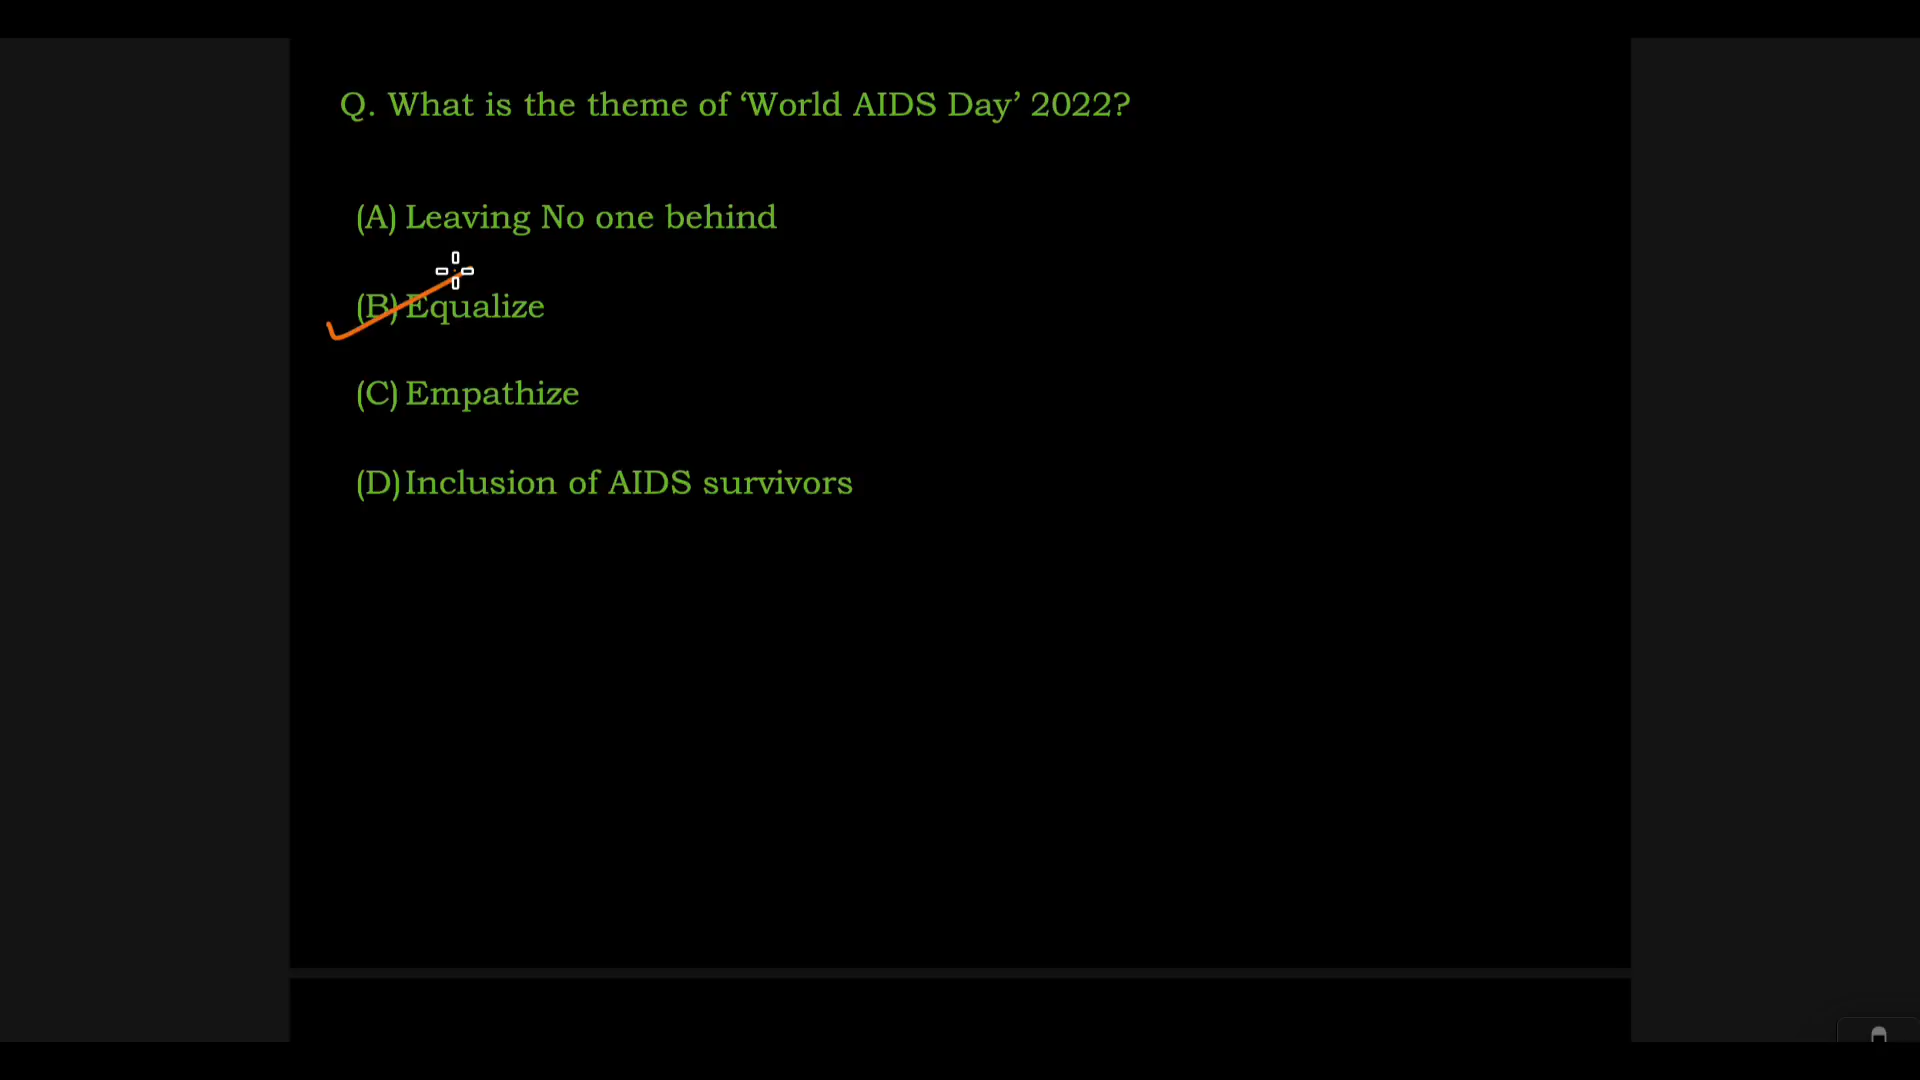 Q. What is the theme of ‘World AIDS Day’ 2022?
(A) Leaving No one behind
(B) Equalize
(C) Empathize
(D) Inclusion of AIDS survivors